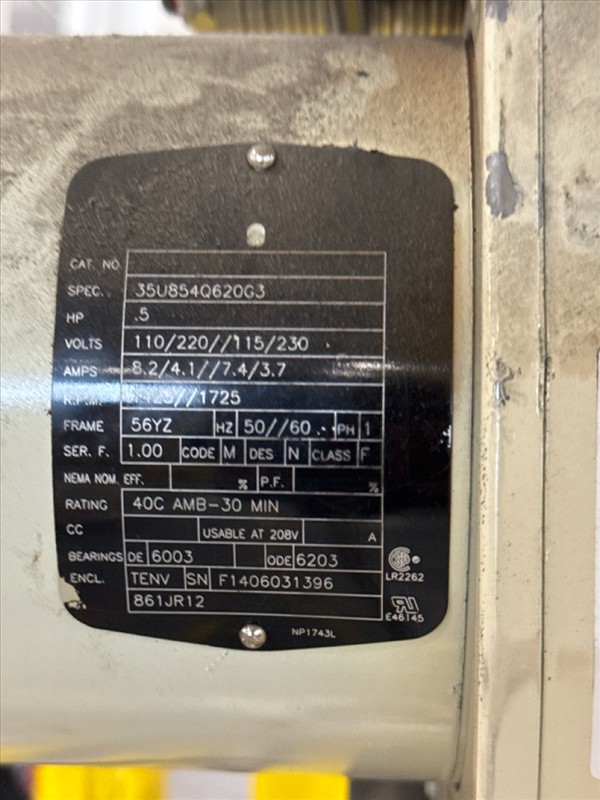 CAT. NO
SPEC. 35U854Q620G3
HP .5
VOLTS 110/220//115/230
AMPS 8.2/4.1//7.4/3.7
R.P.M. //1725
FRAME 56YZ HZ 50//60 PH 1
SER. F. 1.00 CODE M DES N CLASS F
NEMA NOM. EFF. % P.F. %
RATING 40C AMB-30 MIN
CC USABLE AT 208V A
BEARINGS DE 6003 ODE 6203
ENCL. TENV SN F1406031396
861JR12
LR2262
E46145
NP1743L